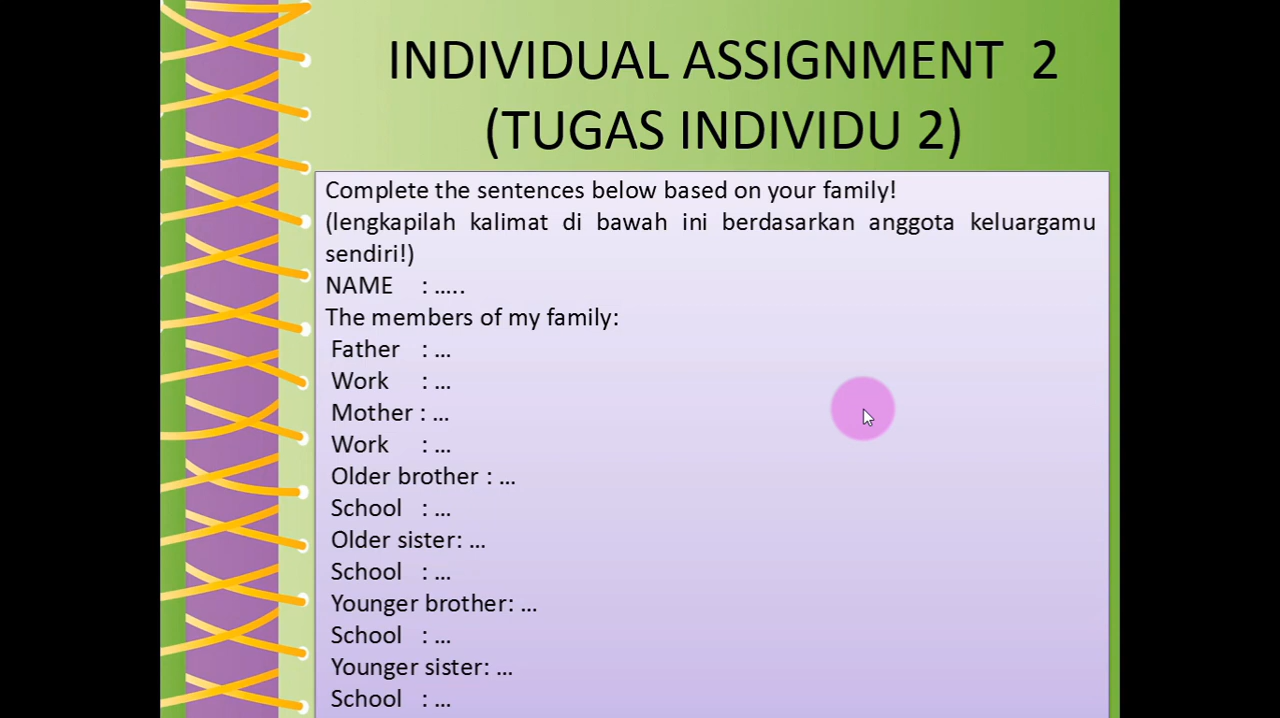 INDIVIDUAL ASSIGNMENT 2
(TUGAS INDIVIDU 2)
Complete the sentences below based on your family!
(lengkapilah kalimat di bawah ini berdasarkan anggota keluargamu
sendiri!)
NAME : …..
The members of my family:
Father : …
Work : …
Mother : …
Work : …
Older brother : …
School : …
Older sister: …
School : …
Younger brother: …
School : …
Younger sister: …
School : …